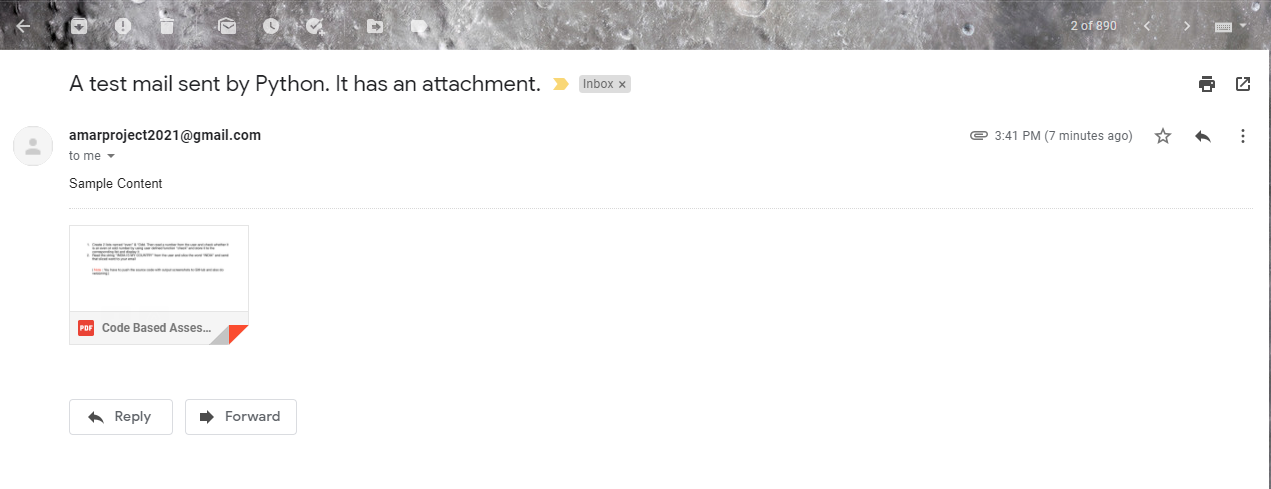 2 of 890
A test mail sent by Python. It has an attachment. Inbox ×
amarproject2021@gmail.com 3:41 PM (7 minutes ago)
to me
Sample Content
PDF Code Based Asses...
Reply Forward